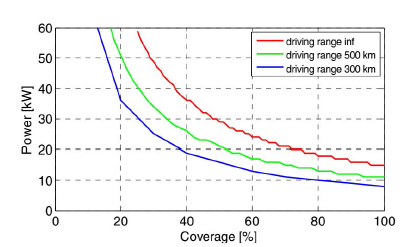 60
50
40
30
20
10
0
Power [kW]
driving range inf
driving range 500 km
driving range 300 km
0 20 40 60 80 100
Coverage [%]